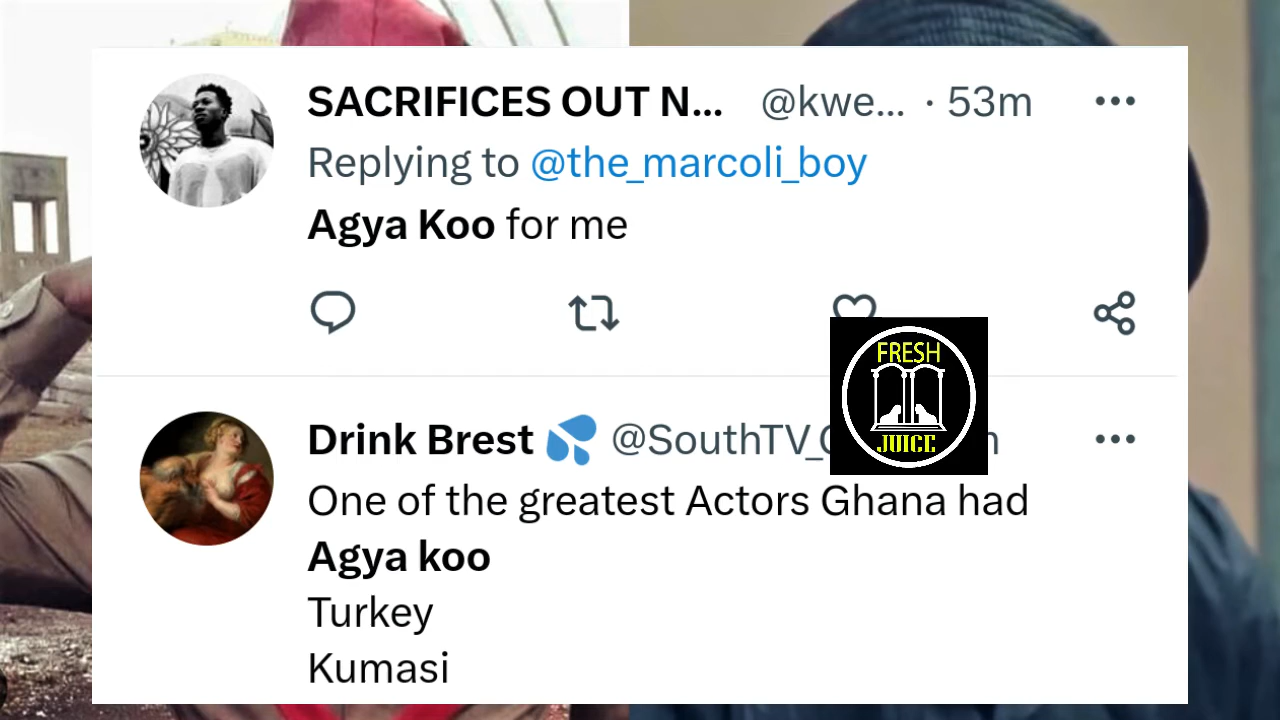 SACRIFICES OUT N... @kwe... · 53m
Replying to @the_marcoli_boy
Agya Koo for me
FRESH
JUICE
Drink Brest 💦 @SouthTV_
One of the greatest Actors Ghana had
Agya koo
Turkey
Kumasi